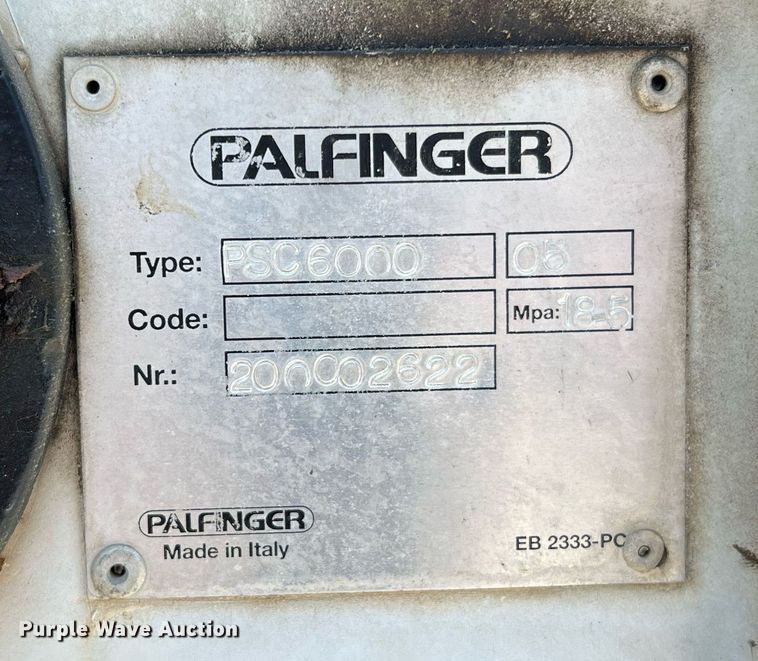 PALFINGER
Type: PSC6000 05
Code: Mpa: 18-5
Nr.: 200002622
PALFINGER
Made in Italy
EB 2333-PC
Purple Wave Auction